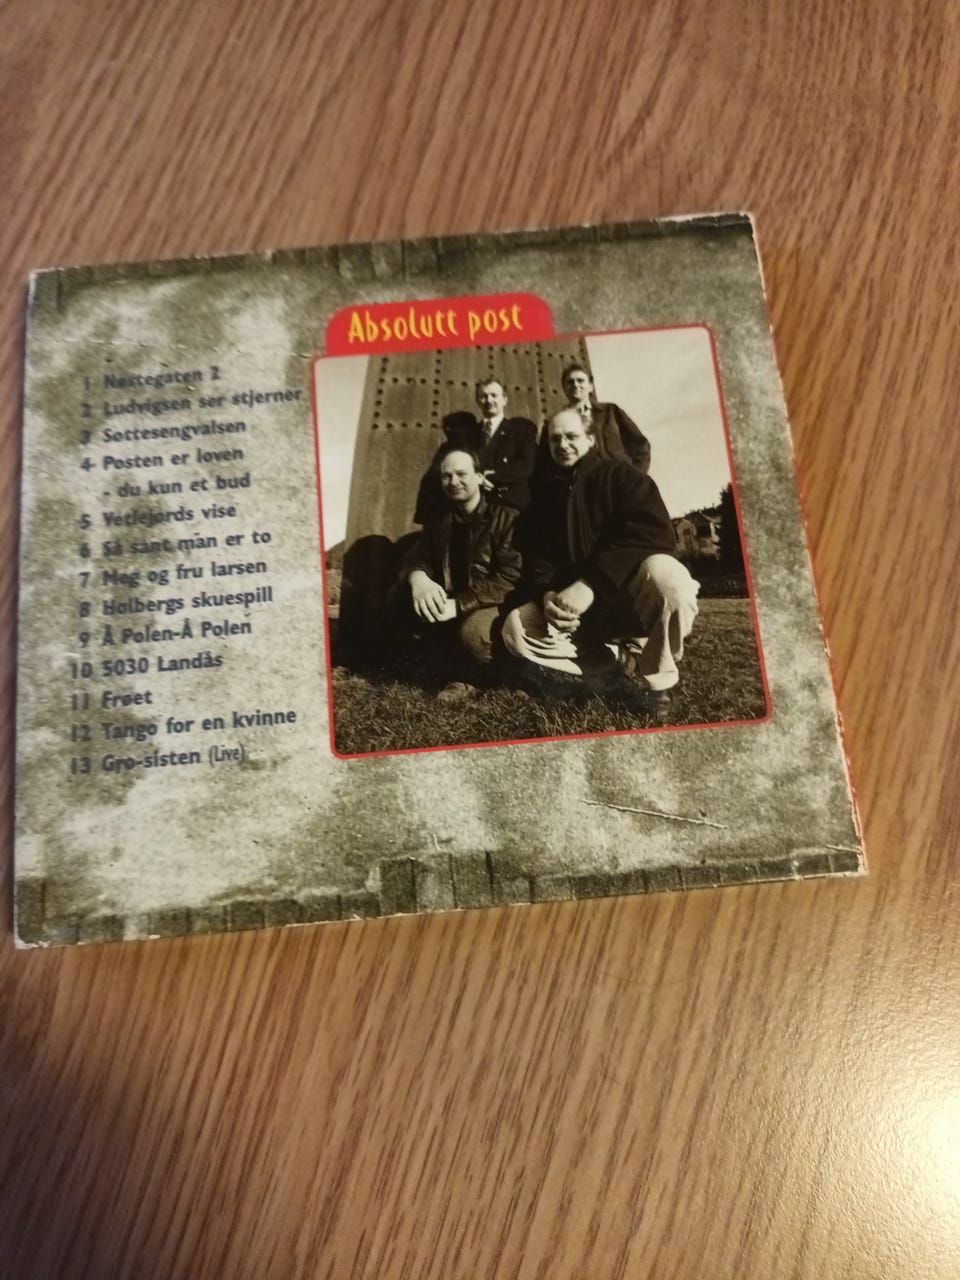 Absolutt post
1 Nøstegaten 2
2 Ludvigsen ser stjerner
3 Sottesengvalsen
4 Posten er loven
- du kun et bud
5 Vetlejords vise
6 Så sant man er to
7 Meg og fru larsen
8 Holbergs skuespill
9 Å Polen-Å Polen
10 5030 Landås
11 Frøet
12 Tango for en kvinne
13 Gro-sisten (Live)